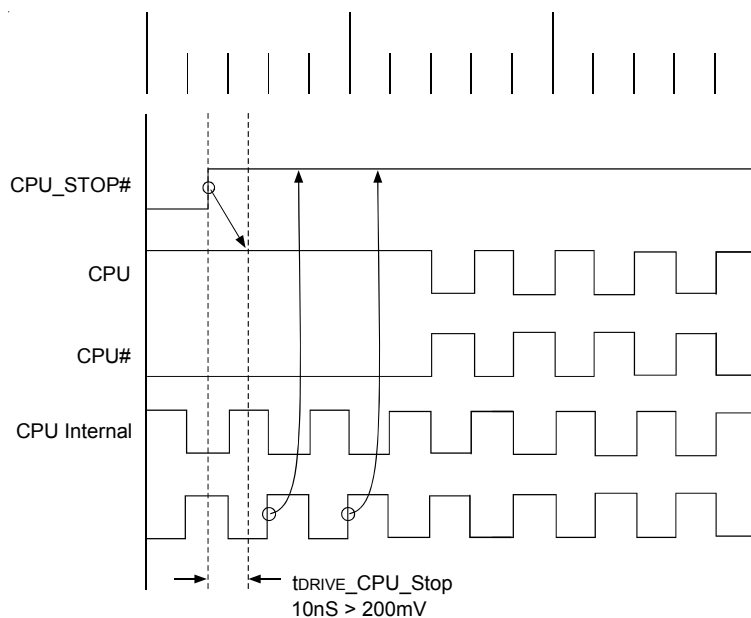 CPU_STOP#
CPU
CPU#
CPU Internal
tDRIVE_CPU_Stop
10nS > 200mV